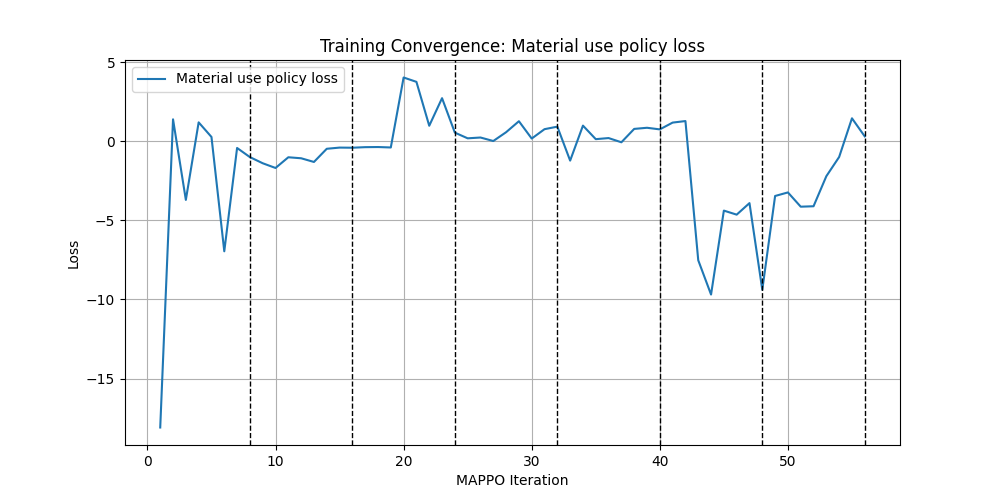 Training Convergence: Material use policy loss
Material use policy loss
5
0
−5
−10
−15
Loss
0 10 20 30 40 50
MAPPO Iteration